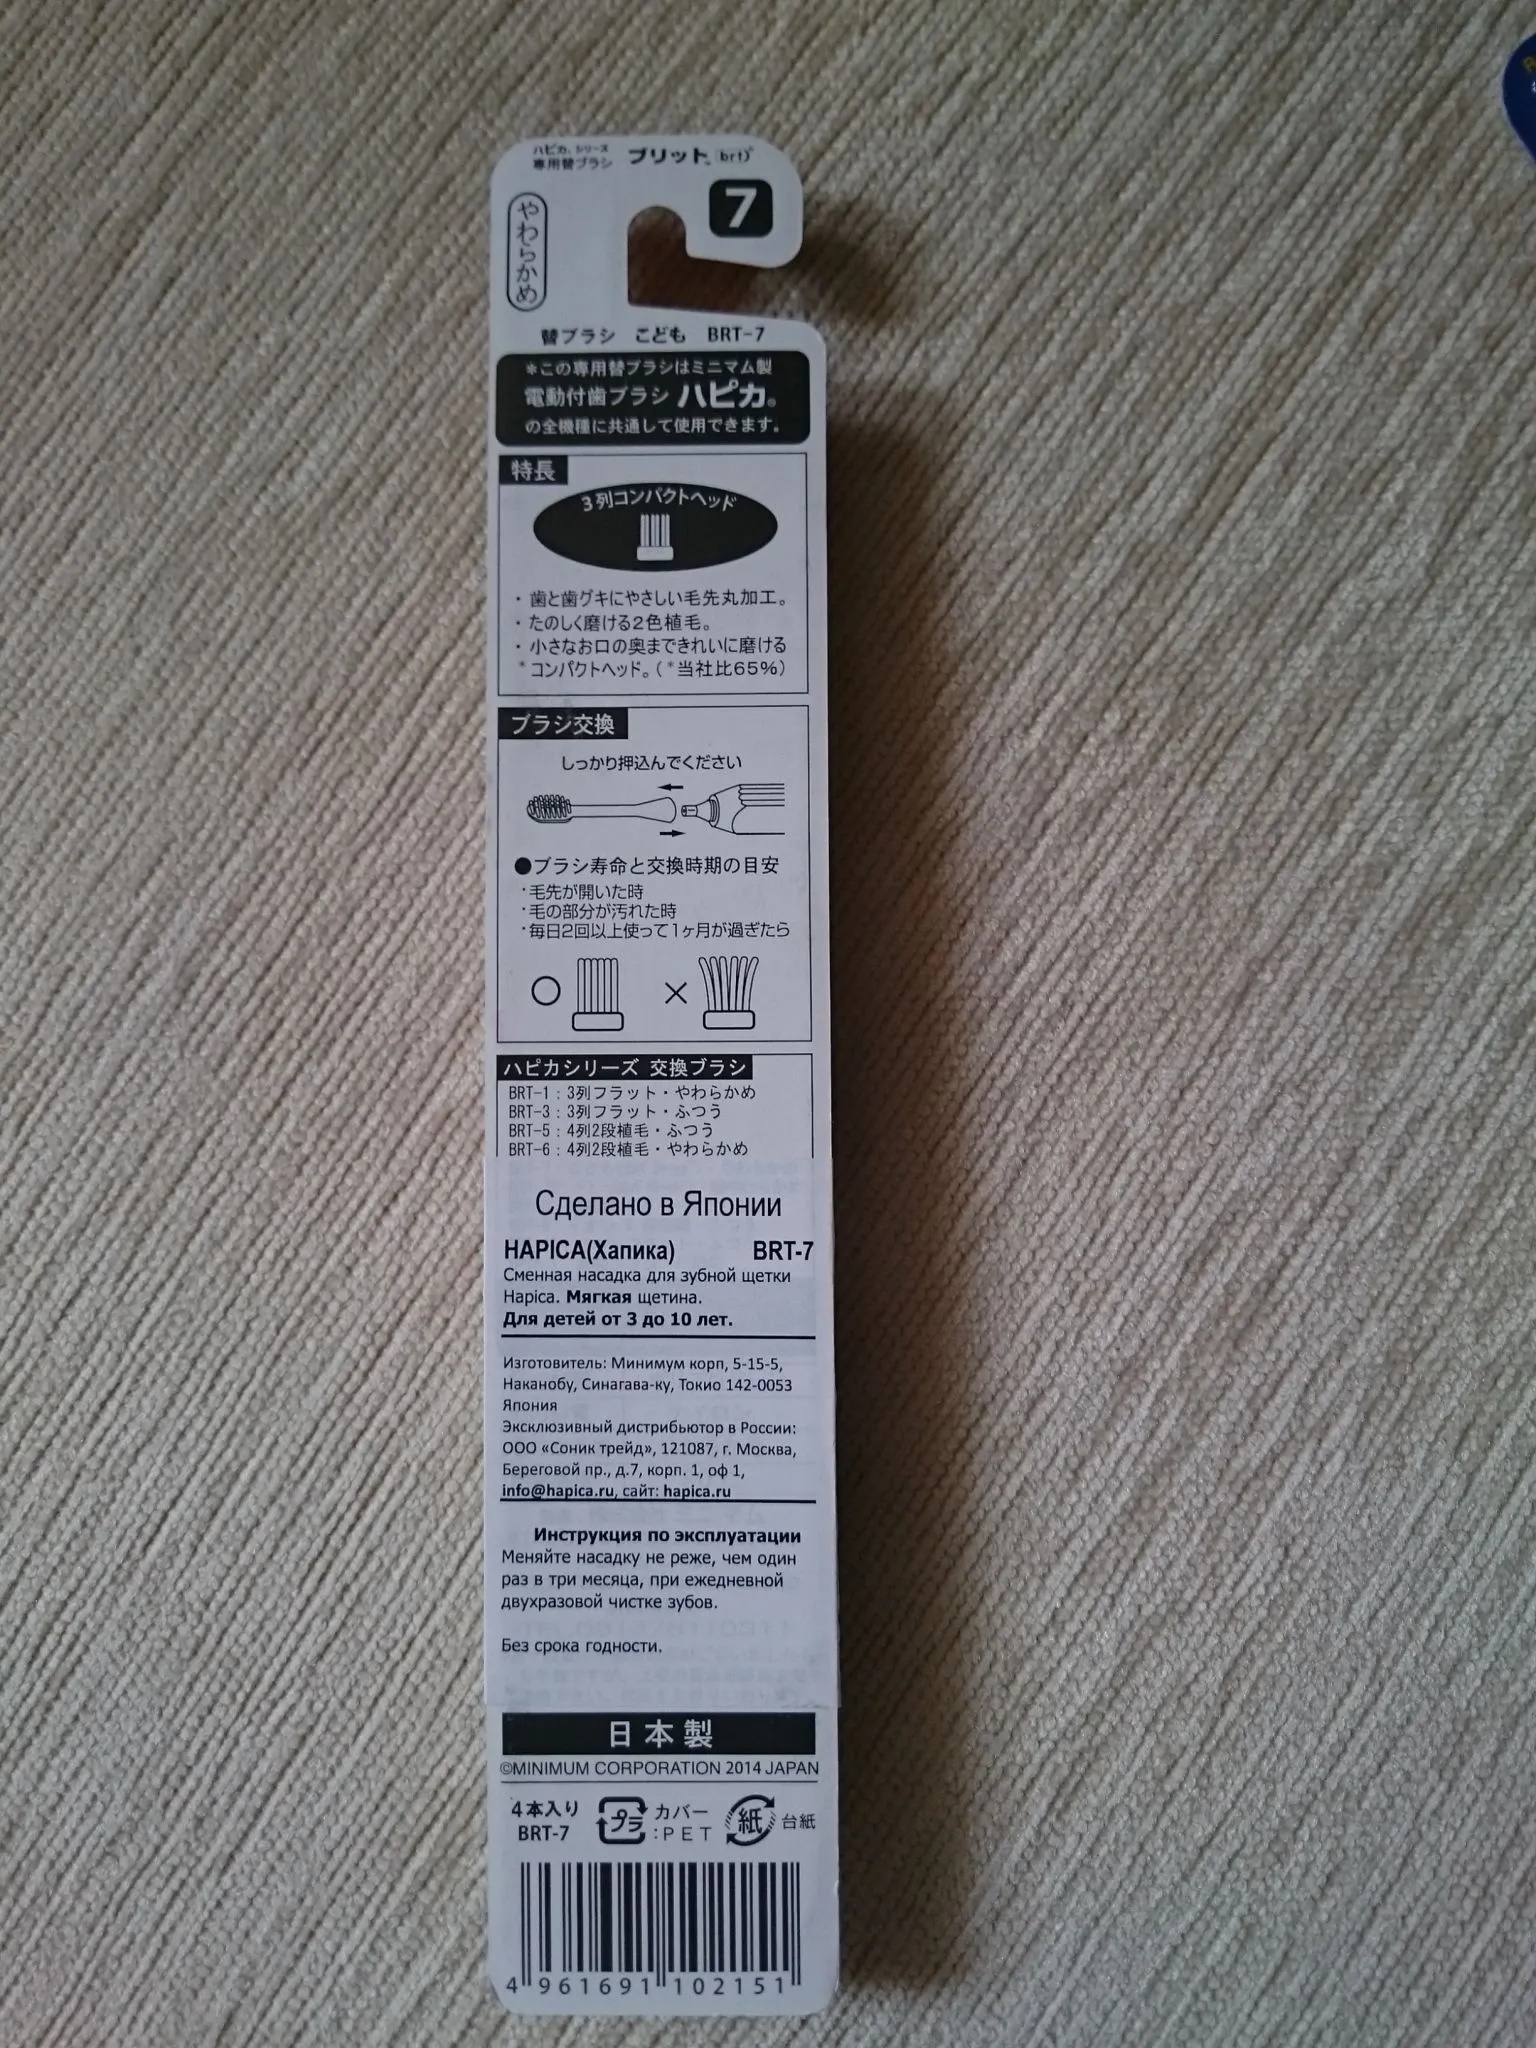 ハピカ シリーズ
専用替ブラシ ブリット brt
7
やわらかめ
替ブラシ こども BRT-7
*この専用替ブラシはミニマム製
電動付歯ブラシ ハピカ®
の全機種に共通して使用できます。
特長
3列コンパクトヘッド
・歯と歯グキにやさしい毛先丸加工。
・たのしく磨ける2色植毛。
・小さなお口の奥まできれいに磨ける
*コンパクトヘッド。(*当社比65%)
ブラシ交換
しっかり押込んでください
●ブラシ寿命と交換時期の目安
・毛先が開いた時
・毛の部分が汚れた時
・毎日2回以上使って1ヶ月が過ぎたら
○ ×
ハピカシリーズ 交換ブラシ
BRT-1：3列フラット・やわらかめ
BRT-3：3列フラット・ふつう
BRT-5：4列2段植毛・ふつう
BRT-6：4列2段植毛・やわらかめ
Сделано в Японии
HAPICA(Хапика) BRT-7
Сменная насадка для зубной щетки
Hapica. Мягкая щетина.
Для детей от 3 до 10 лет.
Изготовитель: Минимум корп, 5-15-5,
Наканобу, Синагава-ку, Токио 142-0053
Япония
Эксклюзивный дистрибьютор в России:
ООО «Соник трейд», 121087, г. Москва,
Береговой пр., д.7, корп. 1, оф 1,
info@hapica.ru, сайт: hapica.ru
Инструкция по эксплуатации
Меняйте насадку не реже, чем один
раз в три месяца, при ежедневной
двухразовой чистке зубов.
Без срока годности.
日本製
©MINIMUM CORPORATION 2014 JAPAN
4本入り
BRT-7
プラ カバー
:PET
紙 台紙
4 961691 102151